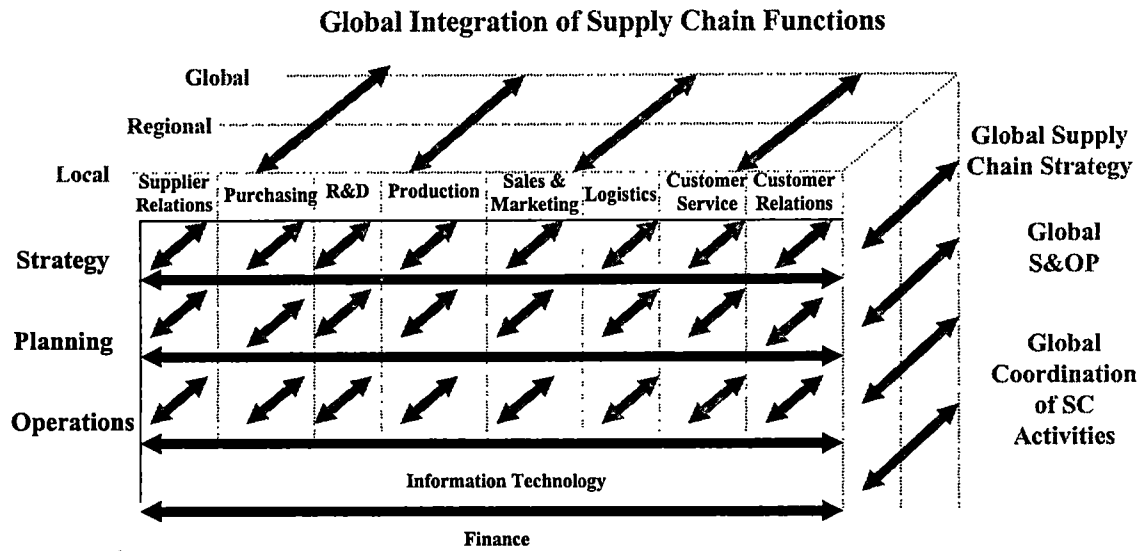 Global Integration of Supply Chain Functions
Global
Regional
Local
Supplier
Relations
Purchasing
R&D
Production
Sales &
Marketing
Logistics
Customer
Service
Customer
Relations
Strategy
Planning
Operations
Global Supply
Chain Strategy
Global
S&OP
Global
Coordination
of SC
Activities
Information Technology
Finance